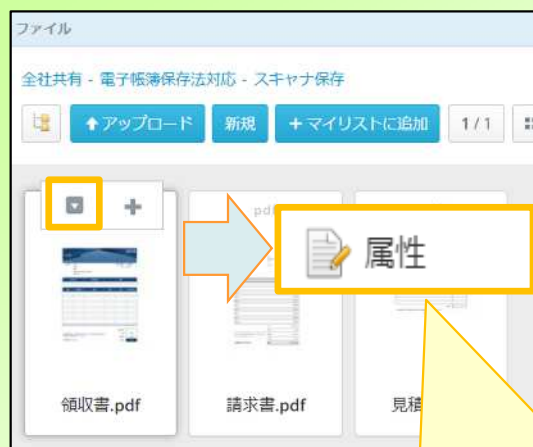 ファイル
全社共有 - 電子帳簿保存法対応 - スキャナ保存
アップロード 新規 +マイリストに追加 1 / 1
pdf
属性
領収書.pdf 請求書.pdf 見積